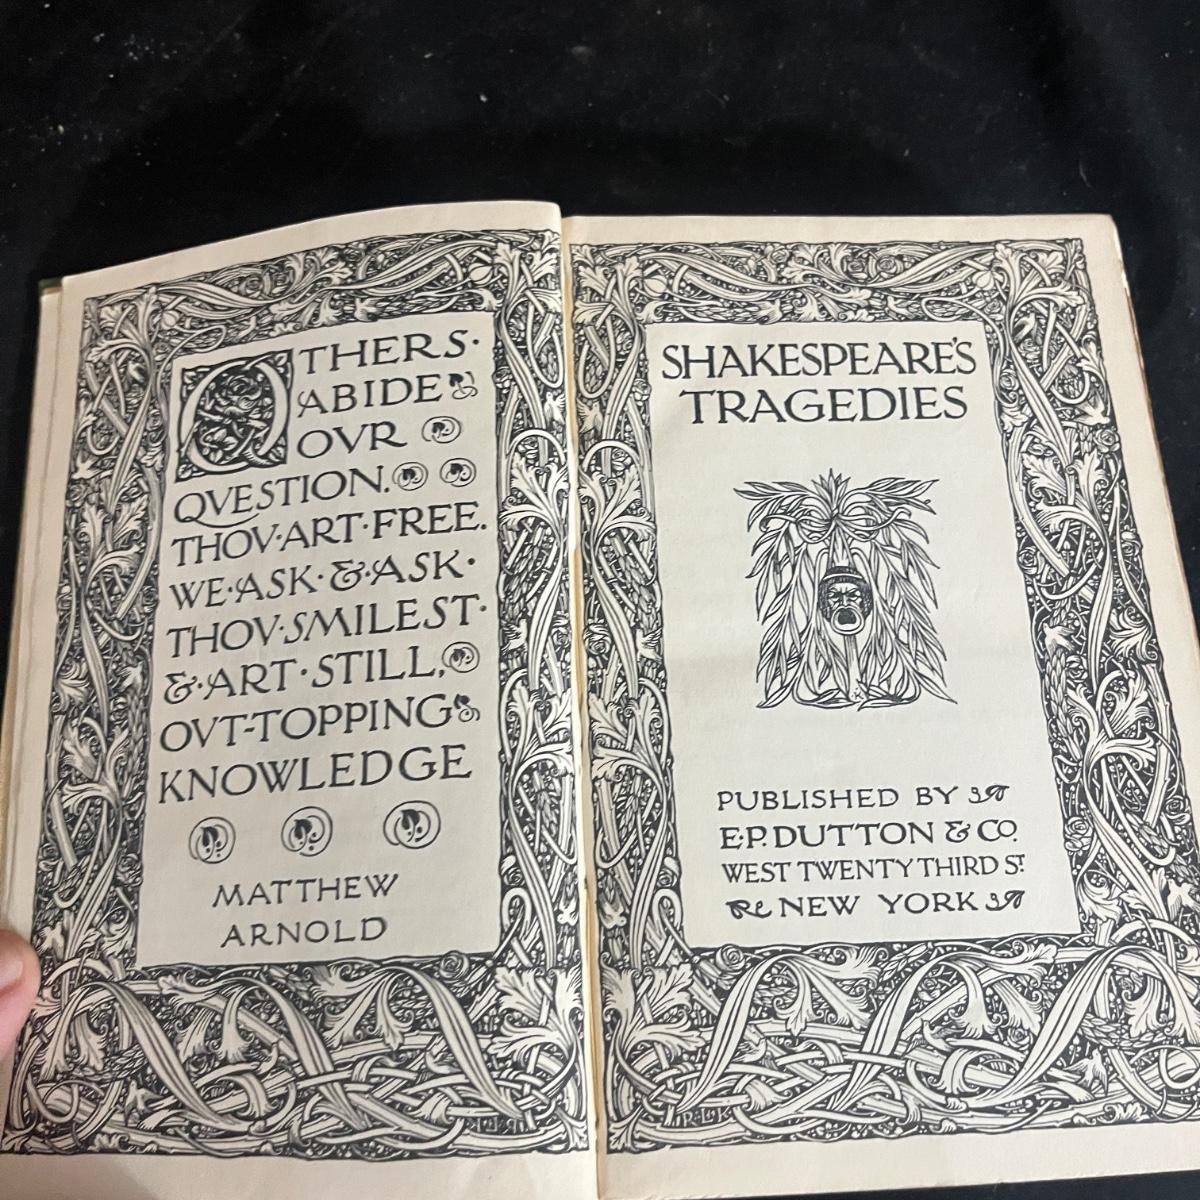 OTHERS·
ABIDE
OVR
QVESTION.
THOV·ART·FREE.
WE·ASK·&·ASK·
THOV·SMILEST·
&·ART·STILL,
OVT-TOPPING
KNOWLEDGE
MATTHEW
ARNOLD
SHAKESPEARE'S
TRAGEDIES
PUBLISHED BY
E·P·DUTTON & CO.
WEST TWENTY THIRD ST.
NEW YORK
R·L·K